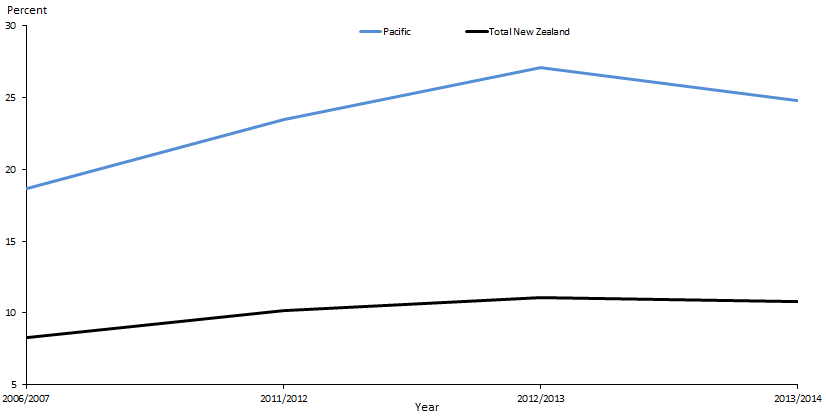 Percent
Pacific
Total New Zealand
30
25
20
15
10
5
2006/2007
2011/2012
2012/2013
2013/2014
Year